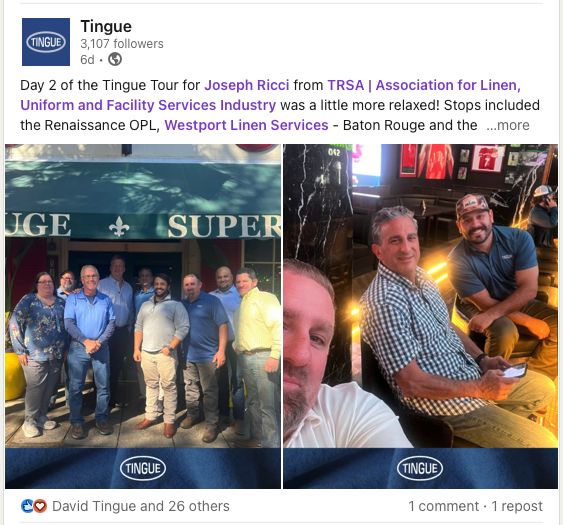 Tingue
TINGUE
3,107 followers
6d •
Day 2 of the Tingue Tour for Joseph Ricci from TRSA | Association for Linen,
Uniform and Facility Services Industry was a little more relaxed! Stops included
the Renaissance OPL, Westport Linen Services - Baton Rouge and the ...more
UGE SUPER
TINGUE
TINGUE
David Tingue and 26 others
1 comment · 1 repost